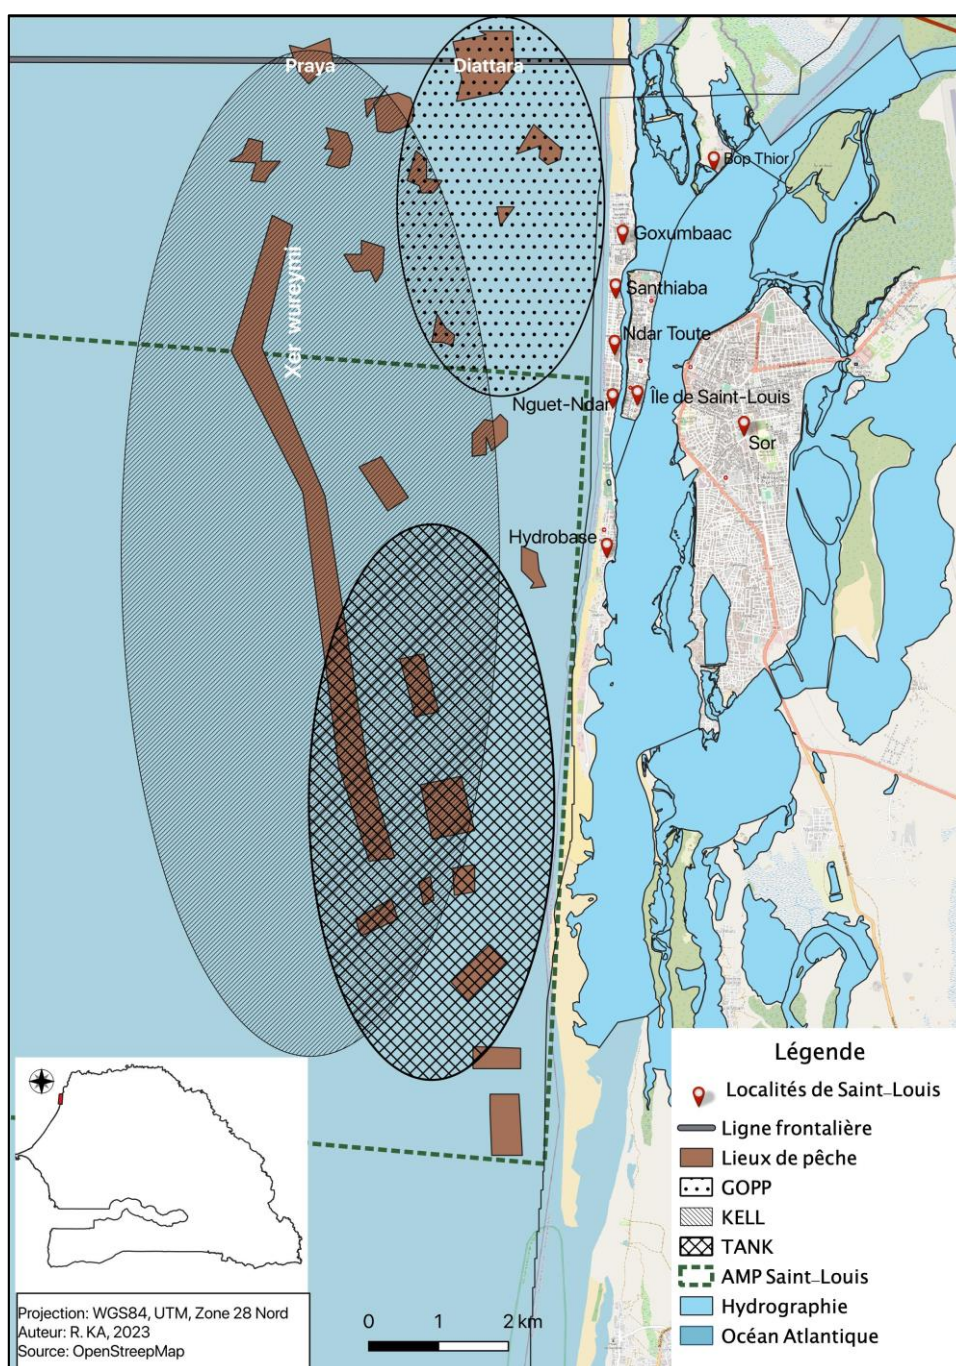 Praya
Diattara
Bop Thior
Goxumbaac
Xer wureymi
Santhiaba
Ndar Toute
Nguet-Ndar
Île de Saint-Louis
Sor
Hydrobase
Légende
Localités de Saint-Louis
Ligne frontalière
Lieux de pêche
GOPP
KELL
TANK
AMP Saint-Louis
Hydrographie
Océan Atlantique
Projection: WGS84, UTM, Zone 28 Nord
Auteur: R. KA, 2023
Source: OpenStreepMap
0 1 2 km